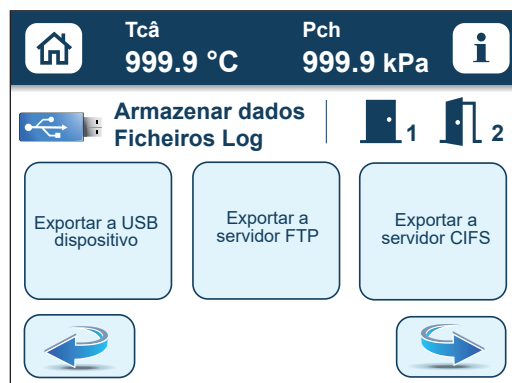 Tcâ
Pch
999.9 °C
999.9 kPa
i
Armazenar dados
Ficheiros Log
1
2
Exportar a USB
dispositivo
Exportar a
servidor FTP
Exportar a
servidor CIFS